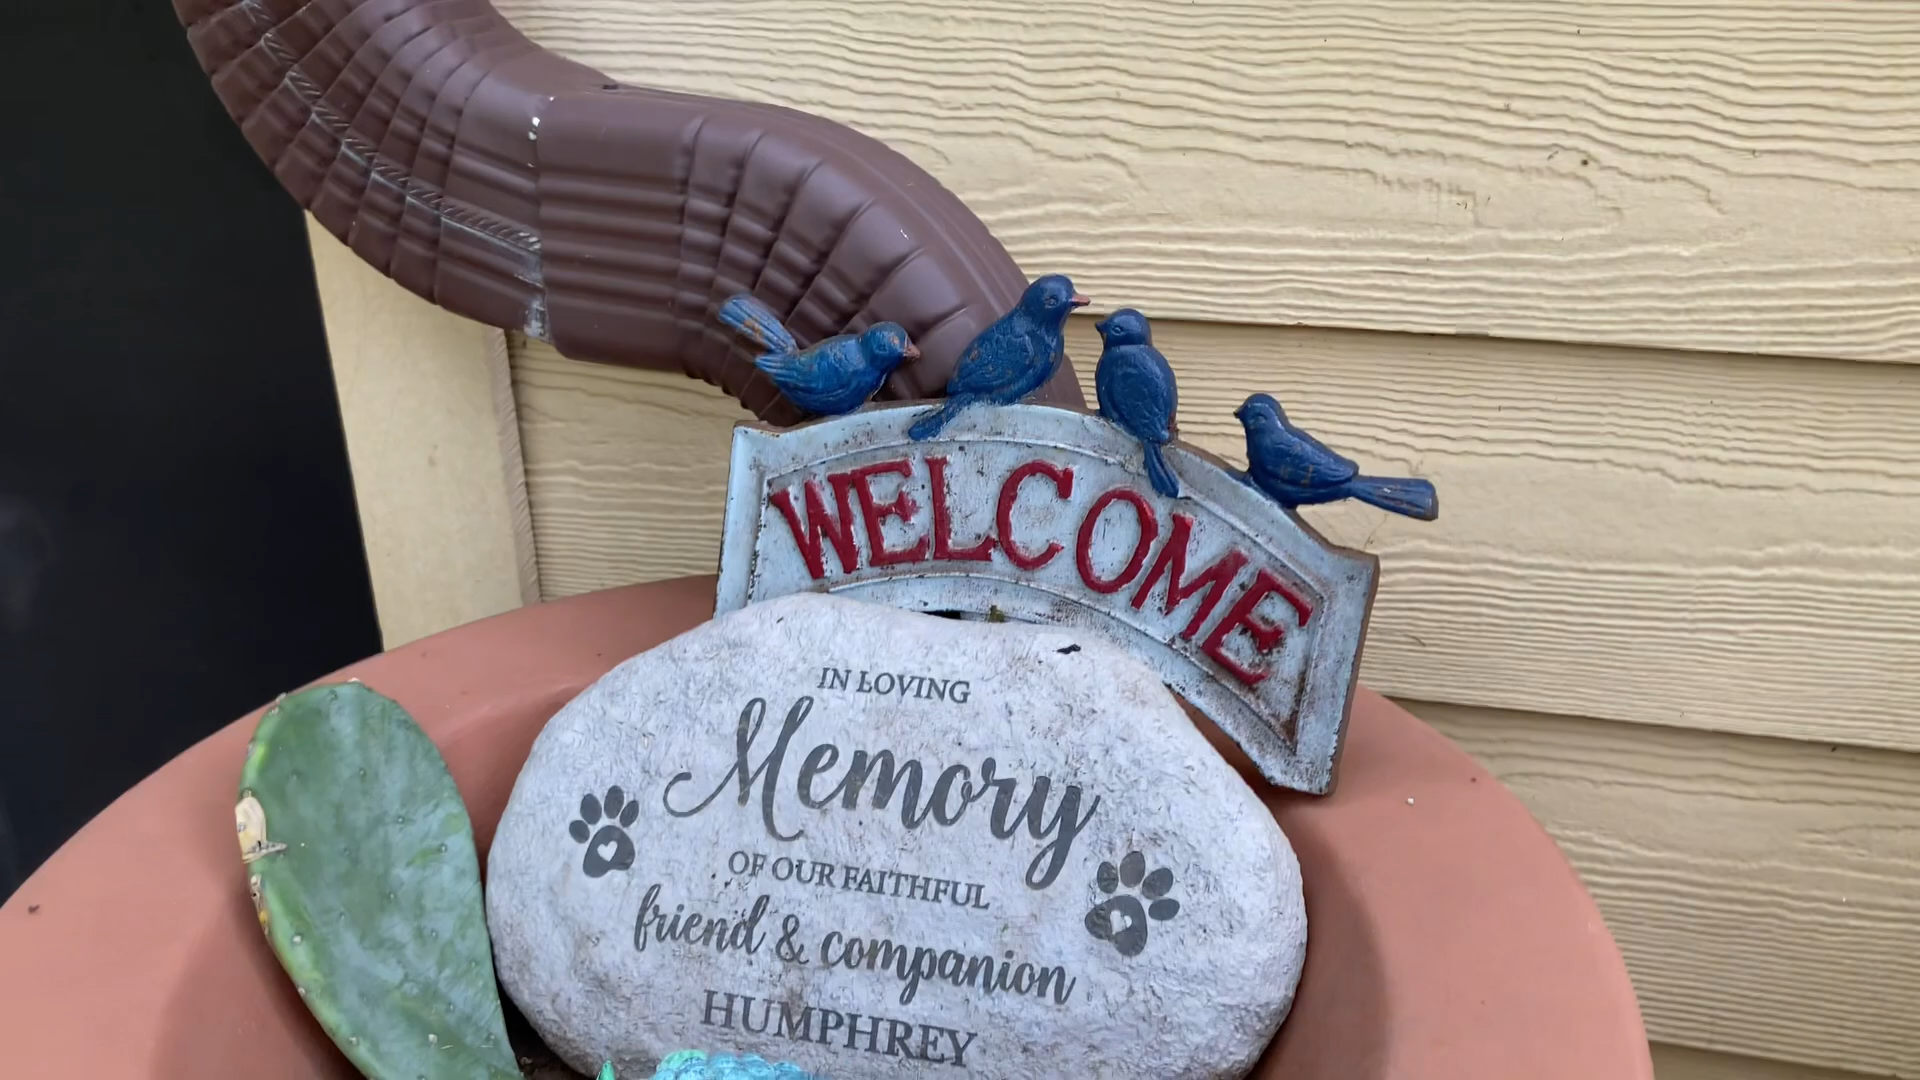 WELCOME
IN LOVING
Memory
OF OUR FAITHFUL
friend & companion
HUMPHREY